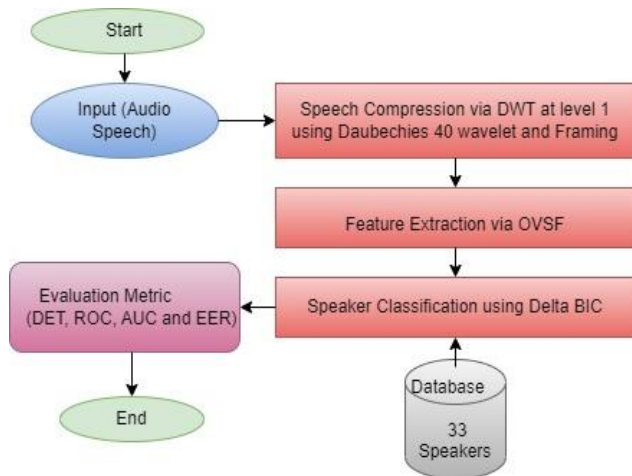 Start
Input (Audio
Speech)
Speech Compression via DWT at level 1
using Daubechies 40 wavelet and Framing
Feature Extraction via OVSF
Speaker Classification using Delta BIC
Evaluation Metric
(DET, ROC, AUC and EER)
End
Database
33
Speakers